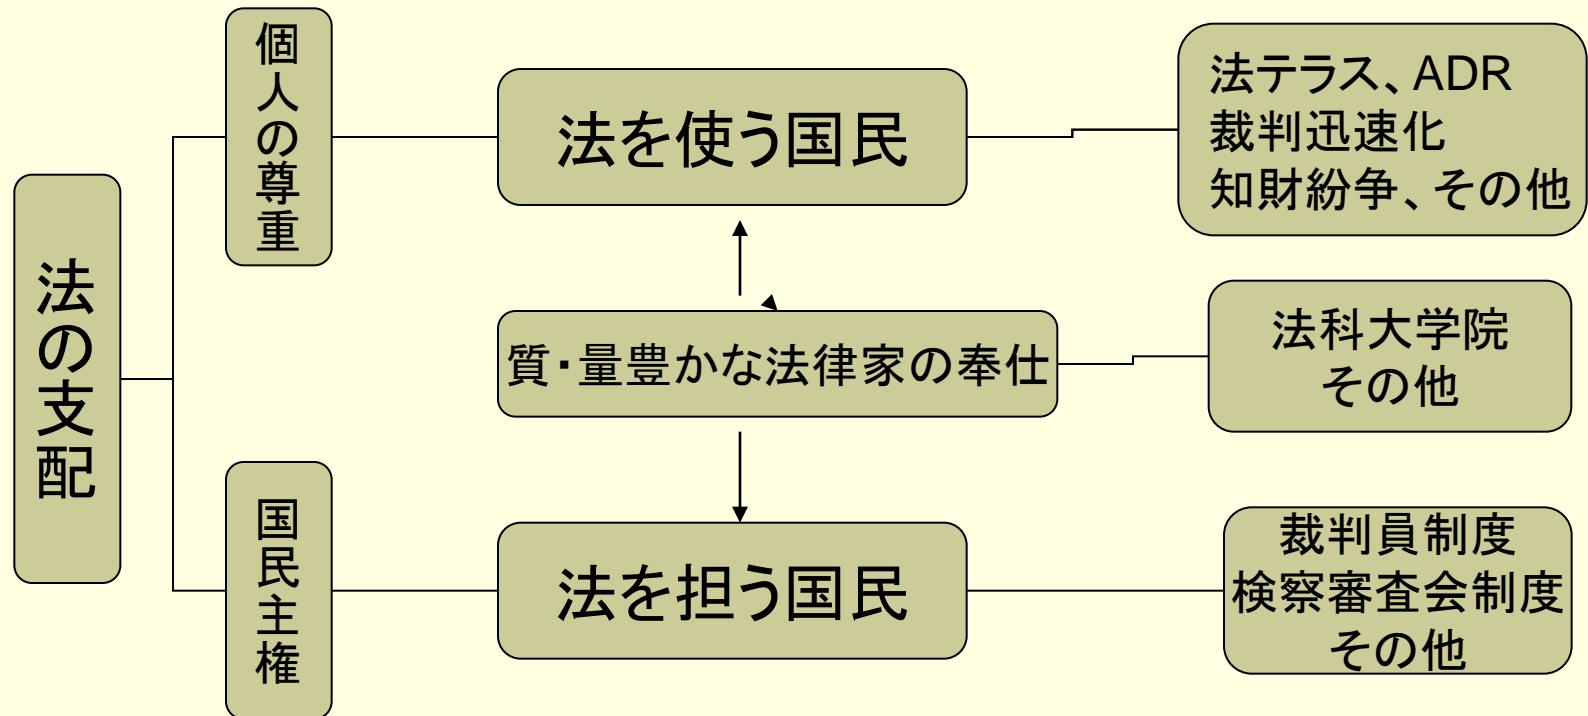 法の支配
個人の尊重
法を使う国民
法テラス、ADR
裁判迅速化
知財紛争、その他
質・量豊かな法律家の奉仕
法科大学院
その他
国民主権
法を担う国民
裁判員制度
検察審査会制度
その他